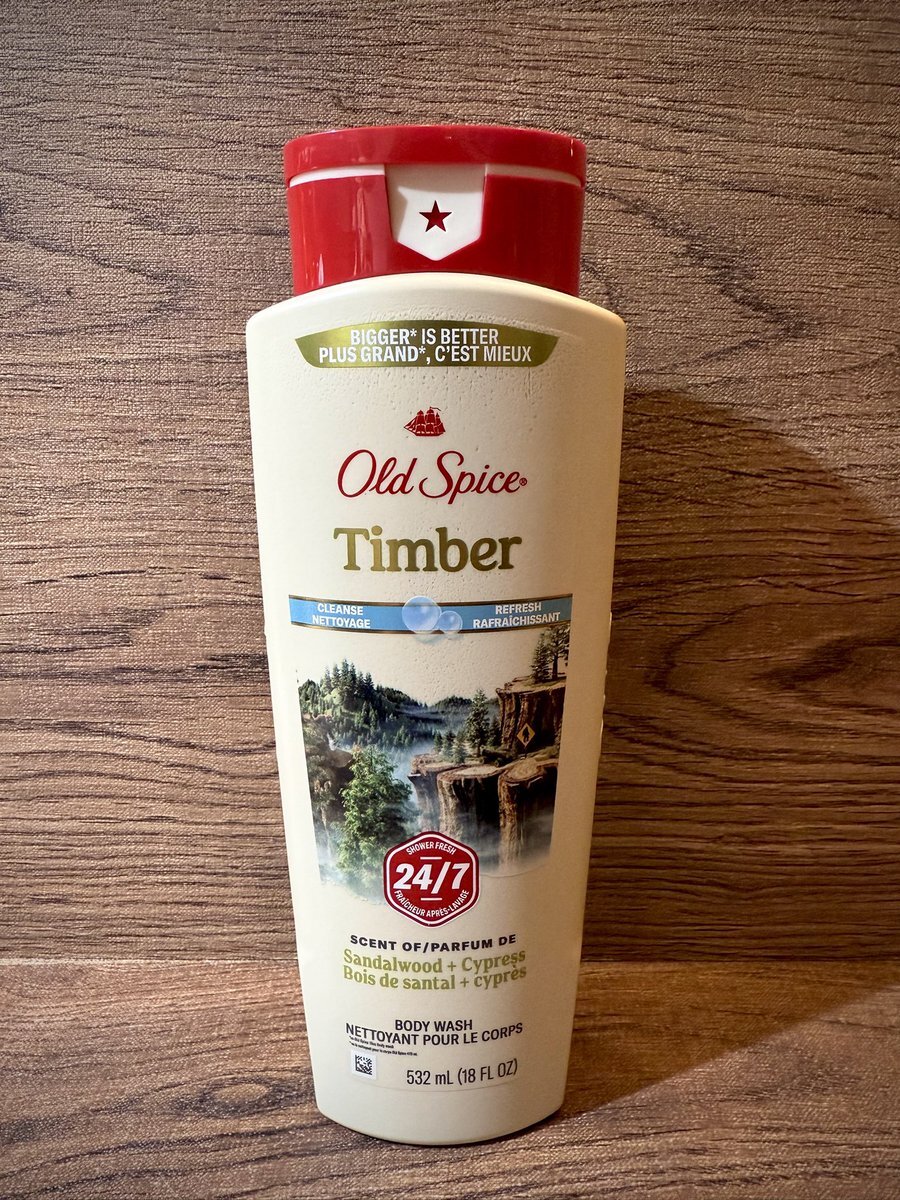 BIGGER* IS BETTER
PLUS GRAND*, C'EST MIEUX
Old Spice®
Timber
CLEANSE
NETTOYAGE
REFRESH
RAFRAÎCHISSANT
SHOWER FRESH
24/7
FRAÎCHEUR APRÈS-LAVAGE
SCENT OF/PARFUM DE
Sandalwood + Cypress
Bois de santal + cyprès
BODY WASH
NETTOYANT POUR LE CORPS
532 mL (18 FL OZ)